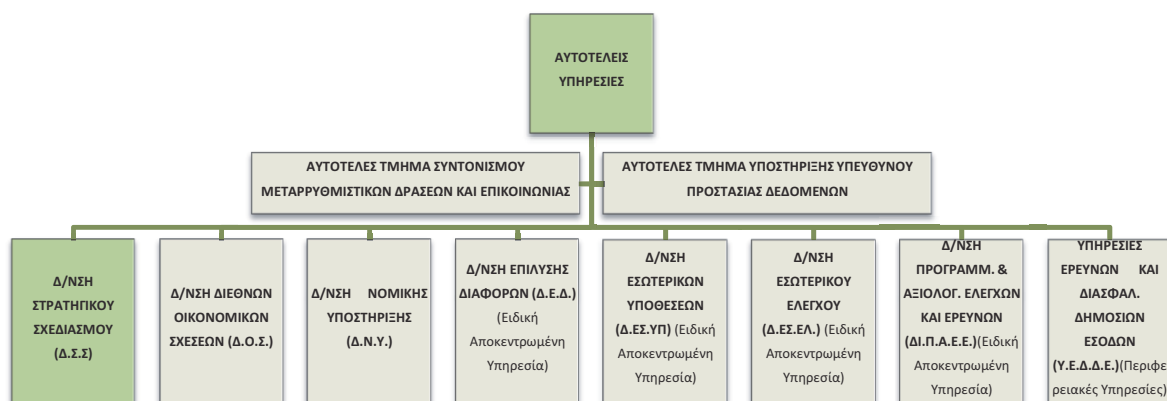 ΑΥΤΟΤΕΛΕΙΣ
ΥΠΗΡΕΣΙΕΣ
ΑΥΤΟΤΕΛΕΣ ΤΜΗΜΑ ΣΥΝΤΟΝΙΣΜΟΥ
ΜΕΤΑΡΡΥΘΜΙΣΤΙΚΩΝ ΔΡΑΣΕΩΝ ΚΑΙ ΕΠΙΚΟΙΝΩΝΙΑΣ
ΑΥΤΟΤΕΛΕΣ ΤΜΗΜΑ ΥΠΟΣΤΗΡΙΞΗΣ ΥΠΕΥΘΥΝΟΥ
ΠΡΟΣΤΑΣΙΑΣ ΔΕΔΟΜΕΝΩΝ
Δ/ΝΣΗ
ΣΤΡΑΤΗΓΙΚΟΥ
ΣΧΕΔΙΑΣΜΟΥ
(Δ.Σ.Σ)
Δ/ΝΣΗ ΔΙΕΘΝΩΝ
ΟΙΚΟΝΟΜΙΚΩΝ
ΣΧΕΣΕΩΝ (Δ.Ο.Σ.)
Δ/ΝΣΗ ΝΟΜΙΚΗΣ
ΥΠΟΣΤΗΡΙΞΗΣ
(Δ.Ν.Υ.)
Δ/ΝΣΗ ΕΠΙΛΥΣΗΣ
ΔΙΑΦΟΡΩΝ (Δ.Ε.Δ.)
(Ειδική
Αποκεντρωμένη
Υπηρεσία)
Δ/ΝΣΗ
ΕΣΩΤΕΡΙΚΩΝ
ΥΠΟΘΕΣΕΩΝ
(Δ.ΕΣ.ΥΠ) (Ειδική
Αποκεντρωμένη
Υπηρεσία)
Δ/ΝΣΗ
ΕΣΩΤΕΡΙΚΟΥ
ΕΛΕΓΧΟΥ
(Δ.ΕΣ.ΕΛ.) (Ειδική
Αποκεντρωμένη
Υπηρεσία)
Δ/ΝΣΗ
ΠΡΟΓΡΑΜΜ. &
ΑΞΙΟΛΟΓ. ΕΛΕΓΧΩΝ
ΚΑΙ ΕΡΕΥΝΩΝ
(ΔΙ.Π.Α.Ε.Ε.)(Ειδική
Αποκεντρωμένη
Υπηρεσία)
ΥΠΗΡΕΣΙΕΣ
ΕΡΕΥΝΩΝ ΚΑΙ
ΔΙΑΣΦΑΛ.
ΔΗΜΟΣΙΩΝ
ΕΣΟΔΩΝ
(Υ.Ε.Δ.Δ.Ε.)(Περιφε
ρειακές Υπηρεσίες)